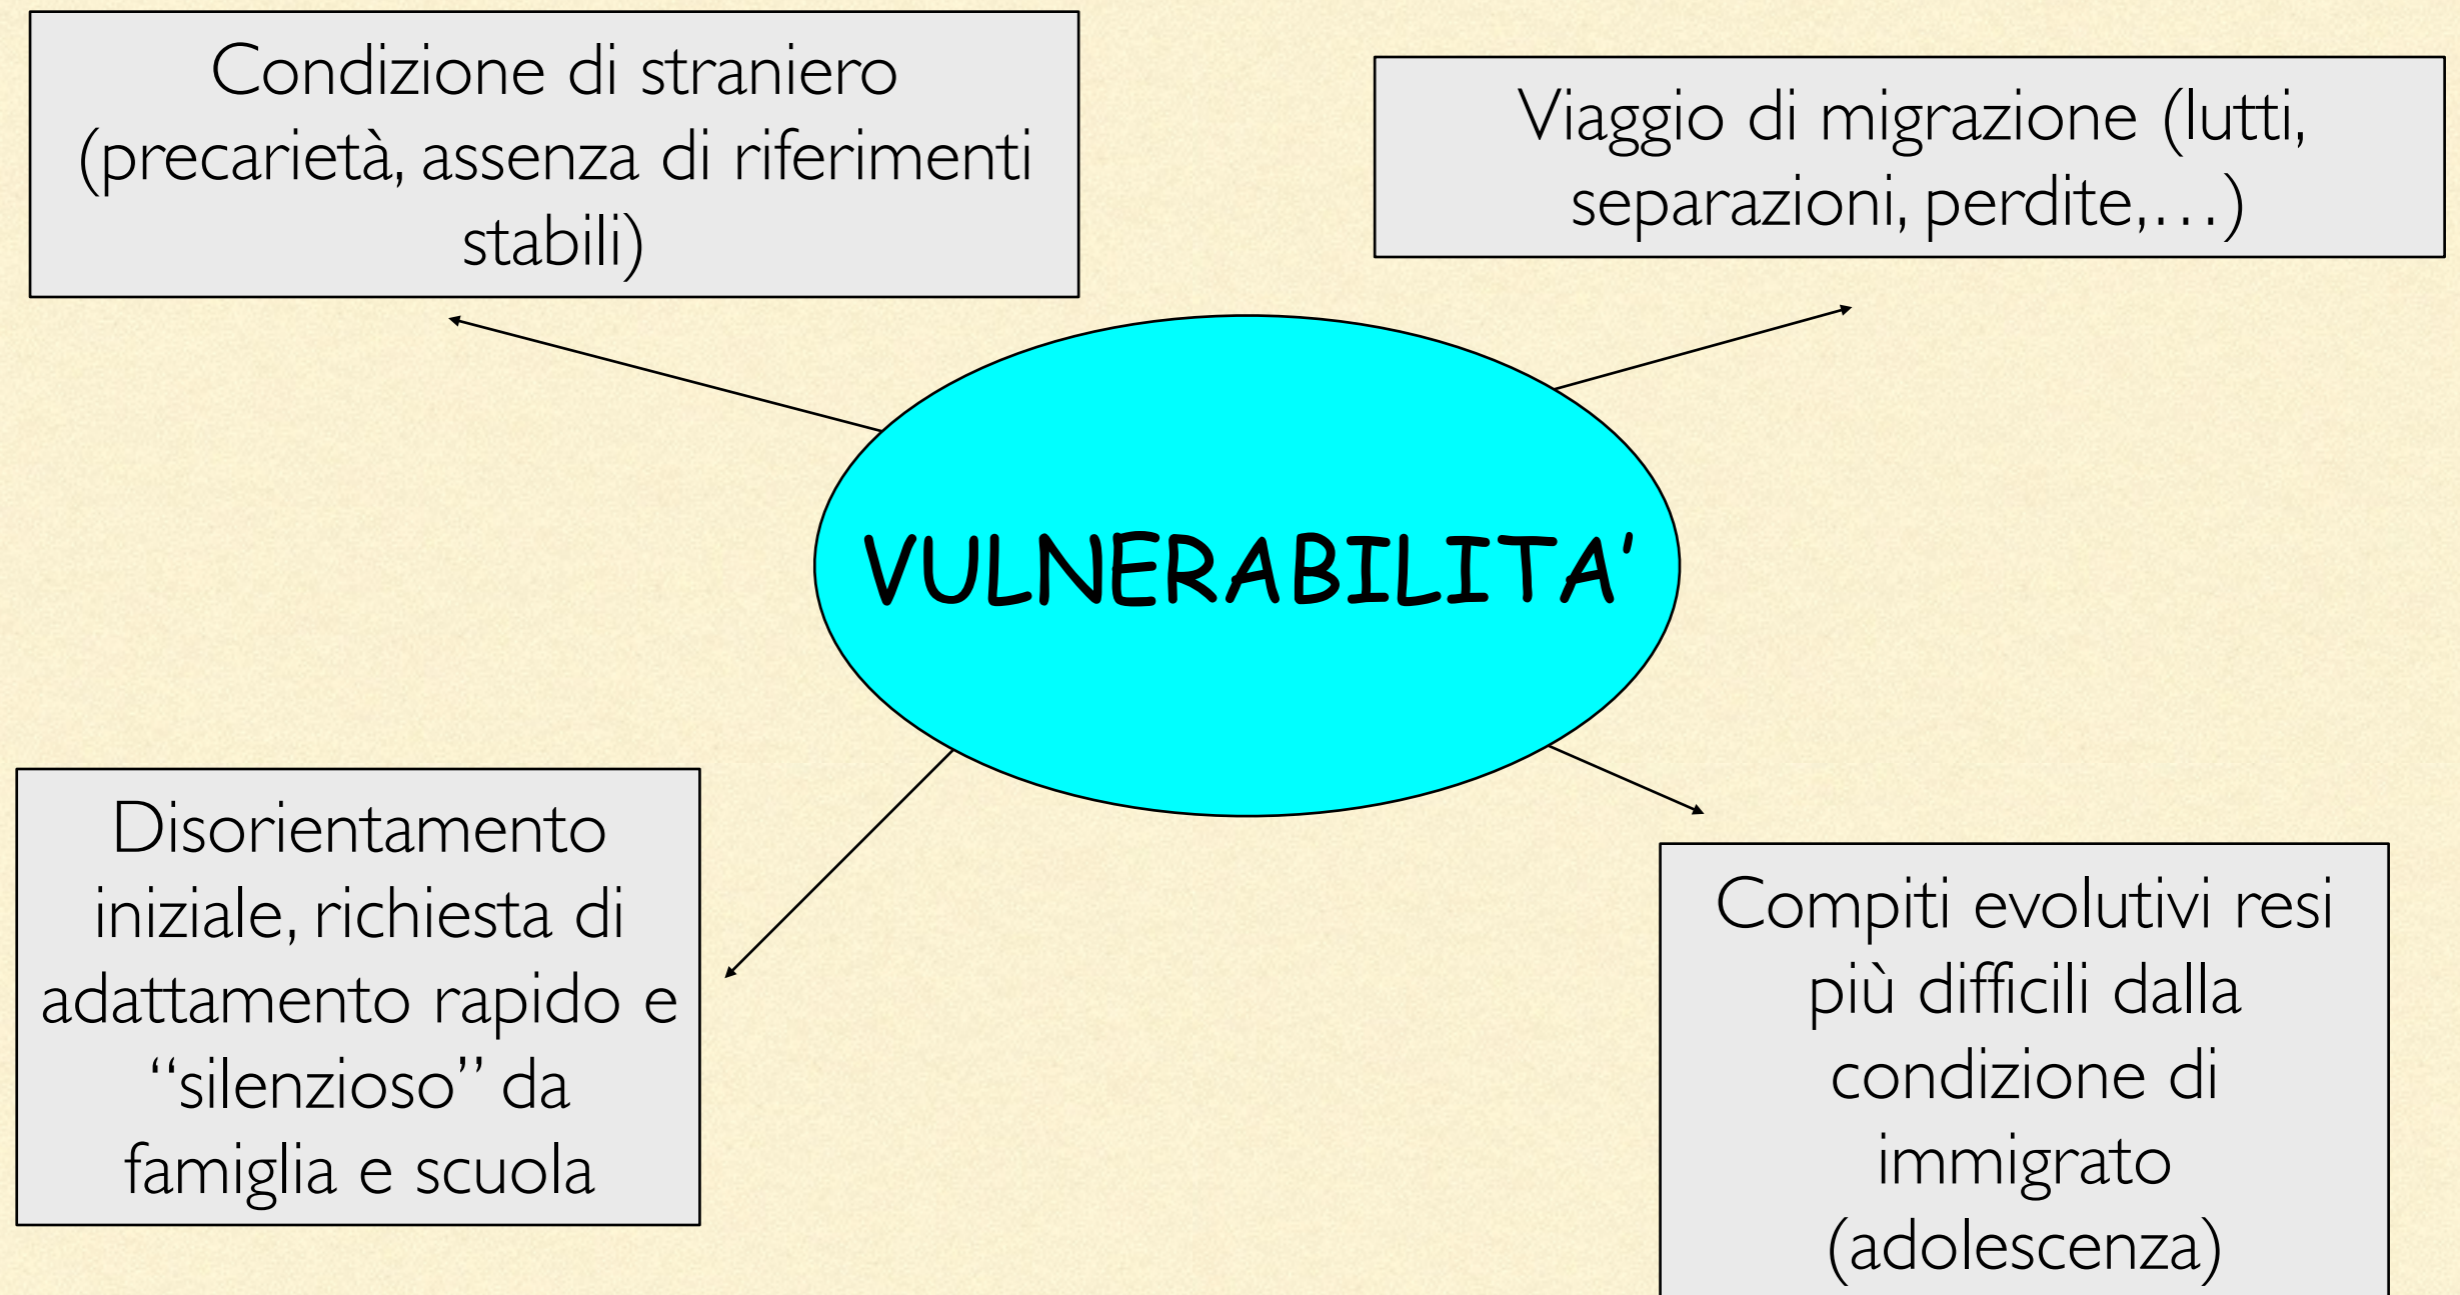 Condizione di straniero
(precarietà, assenza di riferimenti
stabili)
Viaggio di migrazione (lutti,
separazioni, perdite,…)
VULNERABILITA’
Disorientamento
iniziale, richiesta di
adattamento rapido e
“silenzioso” da
famiglia e scuola
Compiti evolutivi resi
più difficili dalla
condizione di
immigrato
(adolescenza)